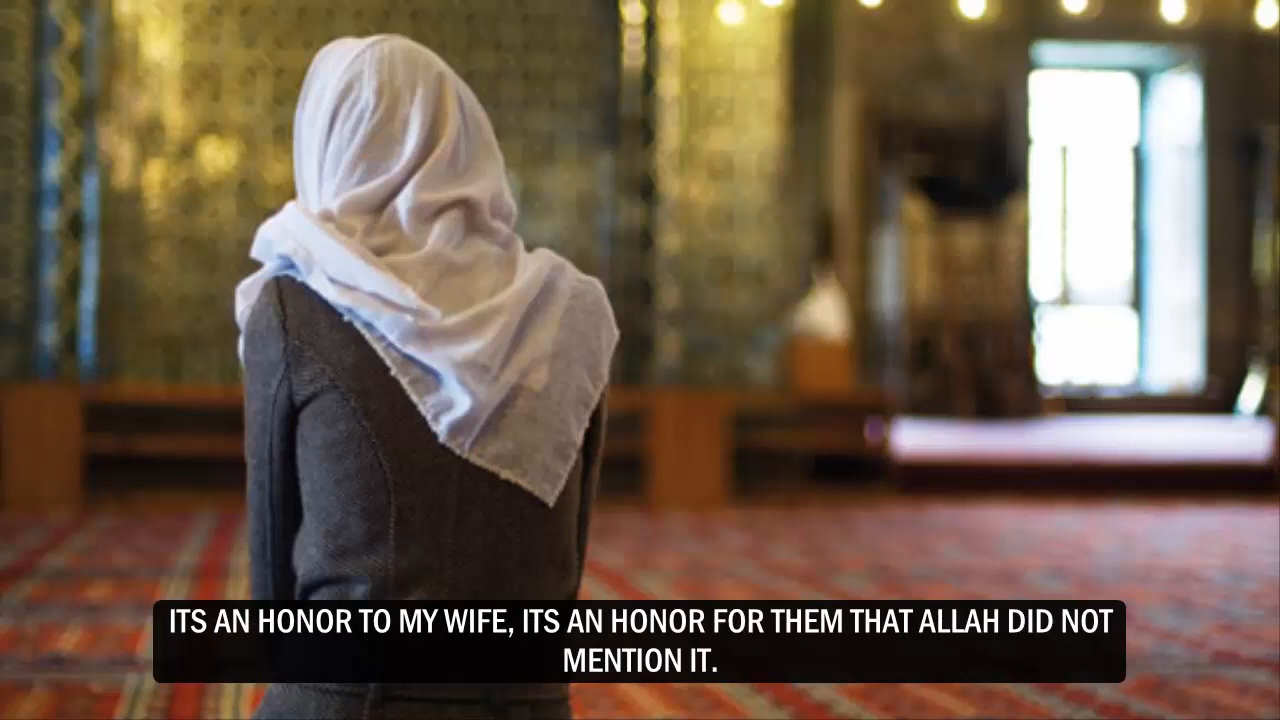 ITS AN HONOR TO MY WIFE, ITS AN HONOR FOR THEM THAT ALLAH DID NOT
MENTION IT.